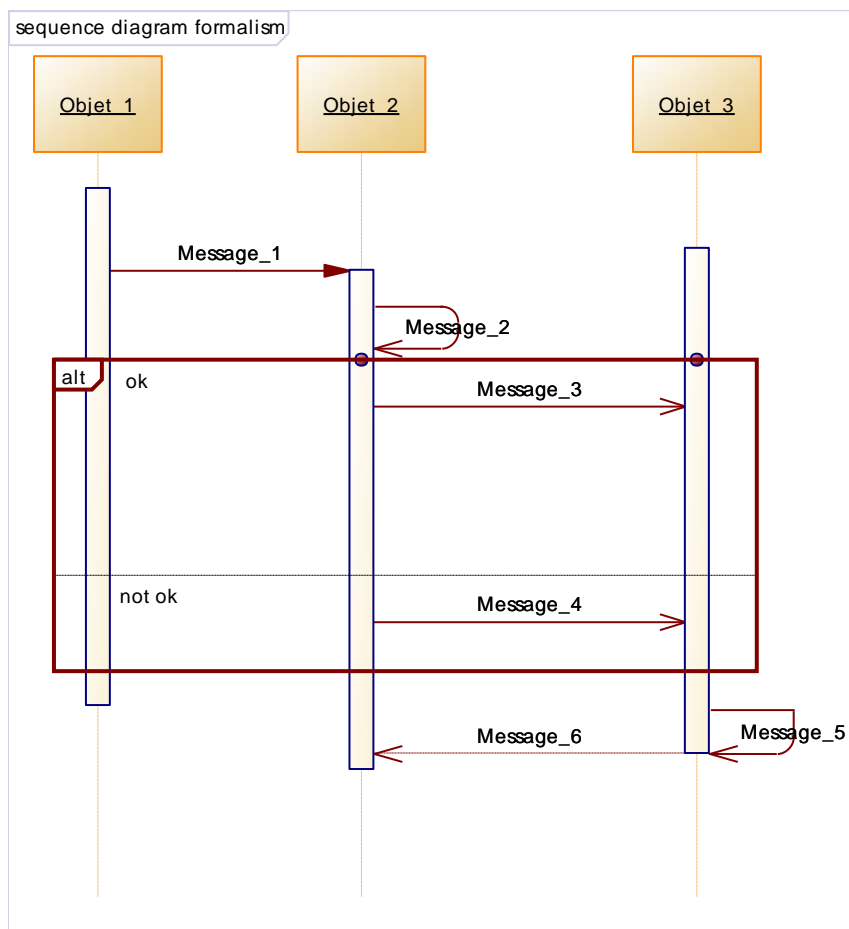 sequence diagram formalism
Objet_1
Objet_2
Objet_3
Message_1
Message_2
alt
ok
Message_3
not ok
Message_4
Message_5
Message_6